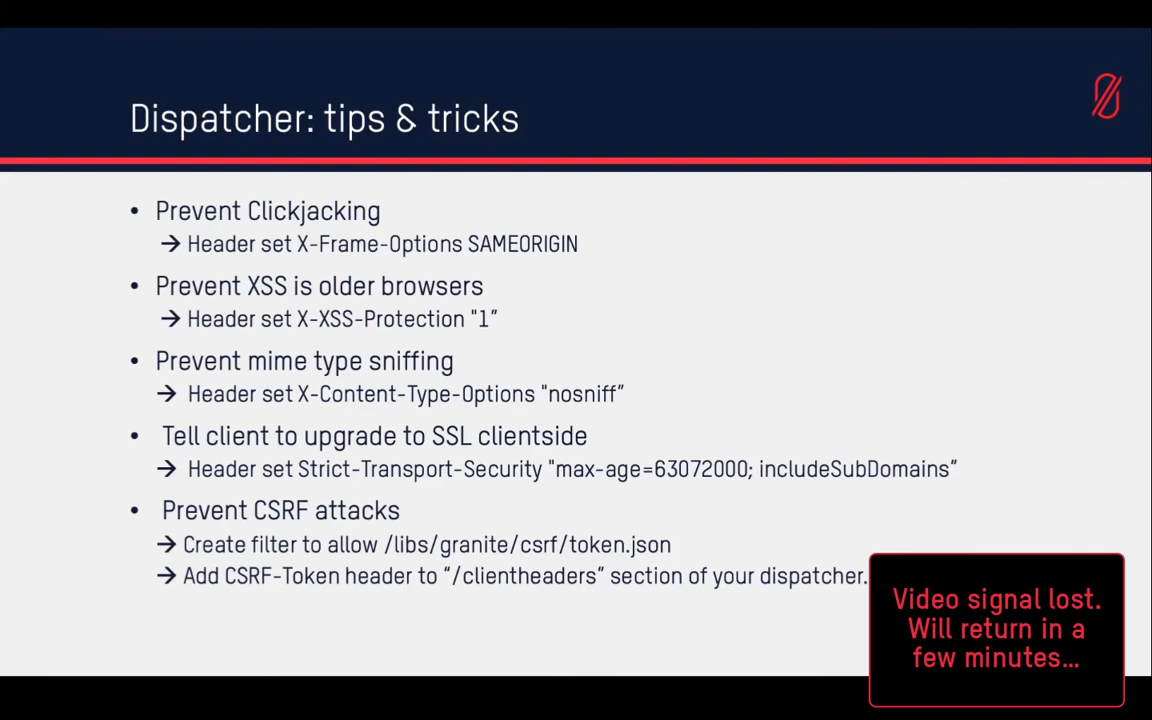 Dispatcher: tips & tricks
• Prevent Clickjacking
→ Header set X-Frame-Options SAMEORIGIN
• Prevent XSS is older browsers
→ Header set X-XSS-Protection "1”
• Prevent mime type sniffing
→ Header set X-Content-Type-Options "nosniff”
• Tell client to upgrade to SSL clientside
→ Header set Strict-Transport-Security "max-age=63072000; includeSubDomains”
• Prevent CSRF attacks
→ Create filter to allow /libs/granite/csrf/token.json
→ Add CSRF-Token header to “/clientheaders” section of your dispatcher.
Video signal lost.
Will return in a
few minutes...